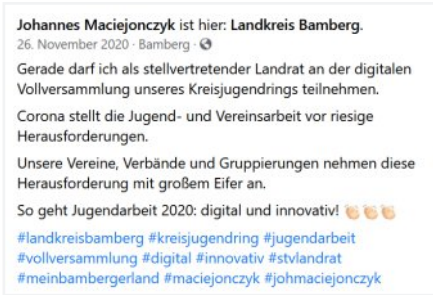 Johannes Maciejonczyk ist hier: Landkreis Bamberg.
26. November 2020 · Bamberg ·
Gerade darf ich als stellvertretender Landrat an der digitalen
Vollversammlung unseres Kreisjugendrings teilnehmen.
Corona stellt die Jugend- und Vereinsarbeit vor riesige
Herausforderungen.
Unsere Vereine, Verbände und Gruppierungen nehmen diese
Herausforderung mit großem Eifer an.
So geht Jugendarbeit 2020: digital und innovativ! 👏🏻👏🏻👏🏻
#landkreisbamberg #kreisjugendring #jugendarbeit
#vollversammlung #digital #innovativ #stvlandrat
#meinbambergerland #maciejonczyk #johmaciejonczyk